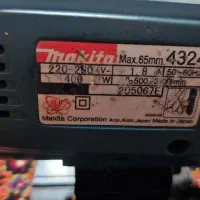 makita Max.65mm 4324
220-240 V~ 1.8 A 50-60Hz
400 W
205067E
Makita Corporation Anjo, Aichi, Japan Made in Japan